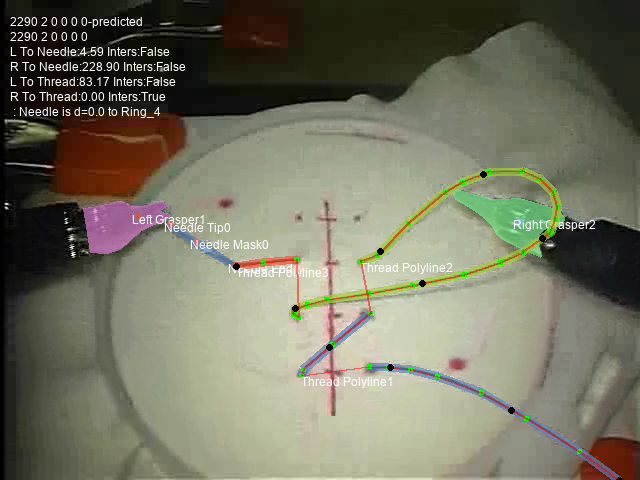 2290 2 0 0 0 0-predicted
2290 2 0 0 0 0
L To Needle:4.59 Inters:False
R To Needle:228.90 Inters:False
L To Thread:83.17 Inters:False
R To Thread:0.00 Inters:True
: Needle is d=0.0 to Ring_4
Left Grasper1
Needle Tip0
Right Grasper2
Needle Mask0
Thread Polyline2
Thread Polyline3
Thread Polyline1